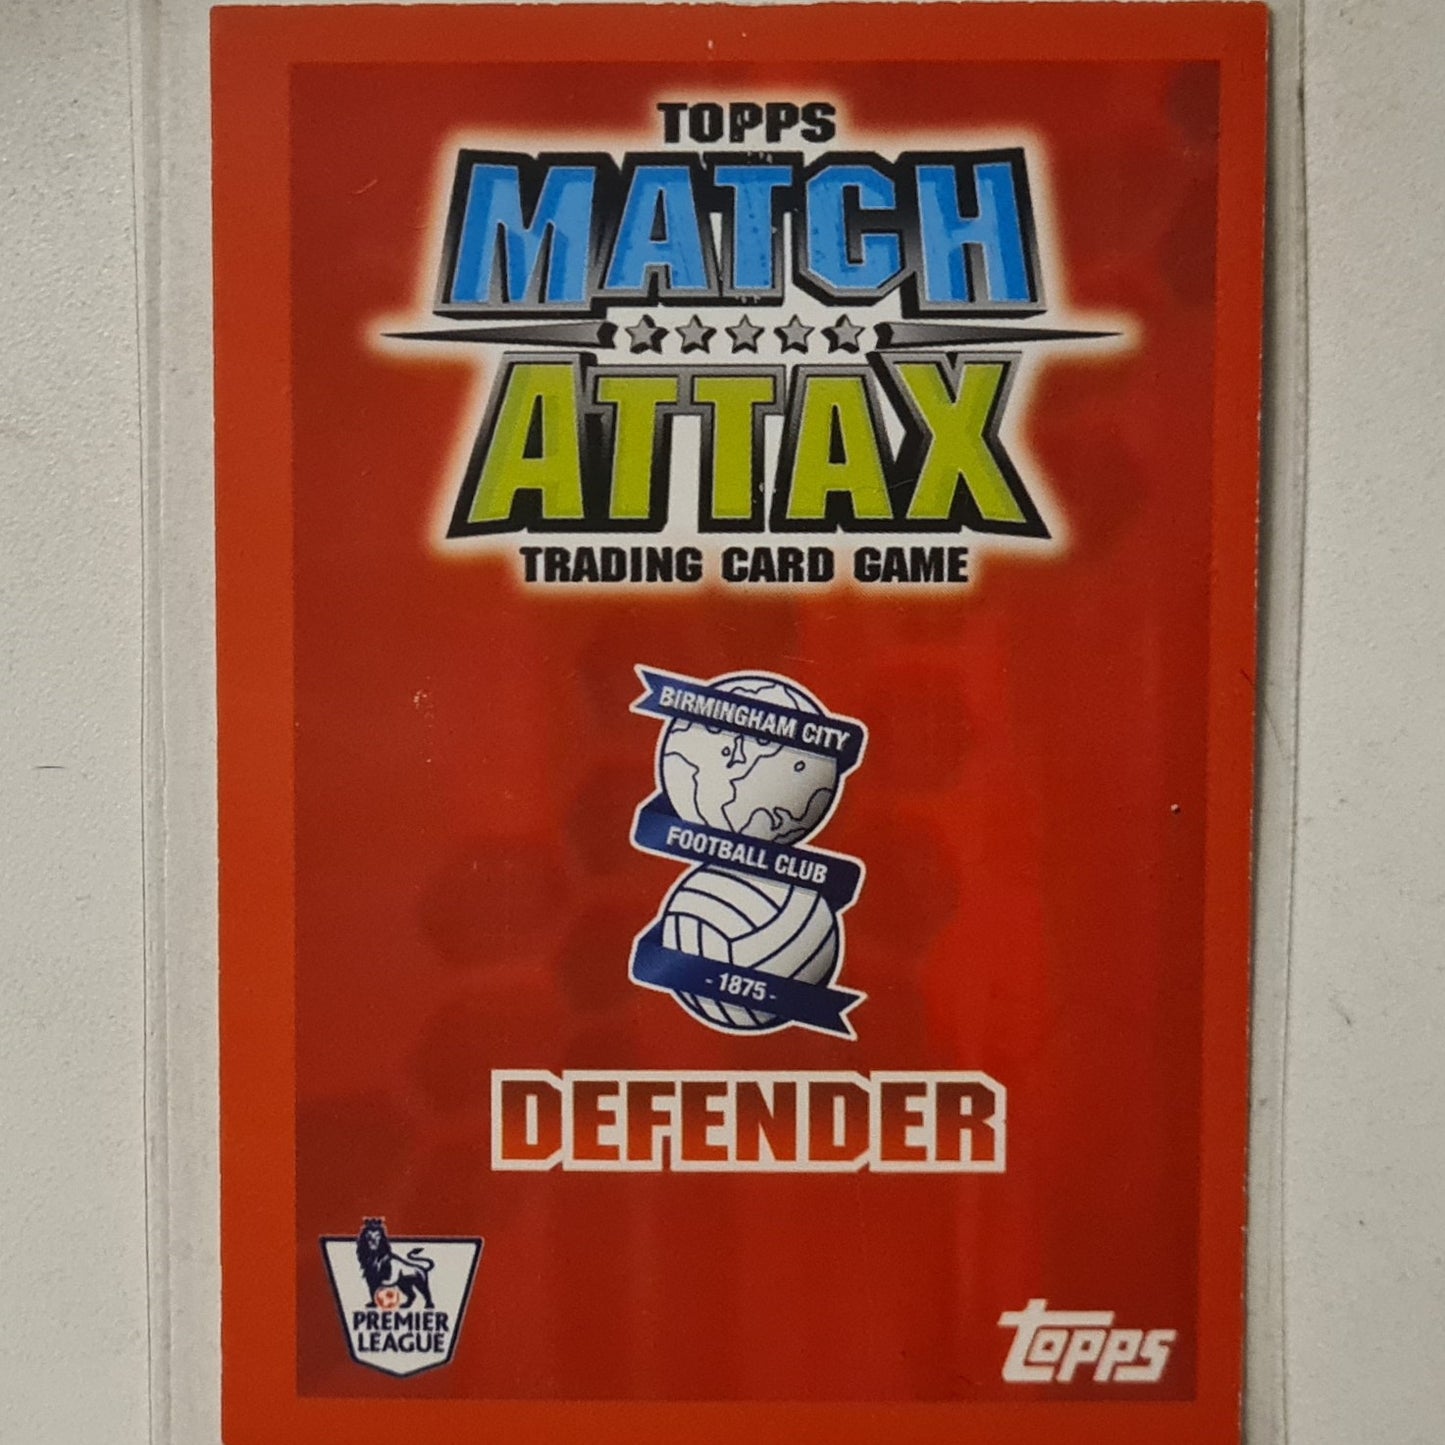 TOPPS
MATCH
ATTAX
TRADING CARD GAME
BIRMINGHAM CITY
FOOTBALL CLUB
- 1875 -
DEFENDER
PREMIER
LEAGUE
topps